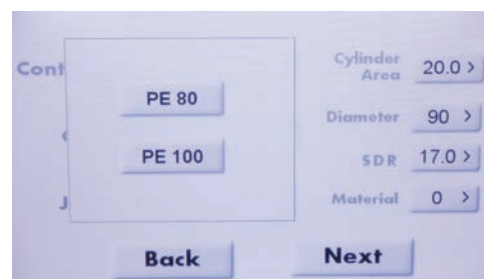 Cont
Cylinder
Area
20.0 >
PE 80
Diameter
90 >
PE 100
SDR
17.0 >
J
Material
0 >
Back
Next